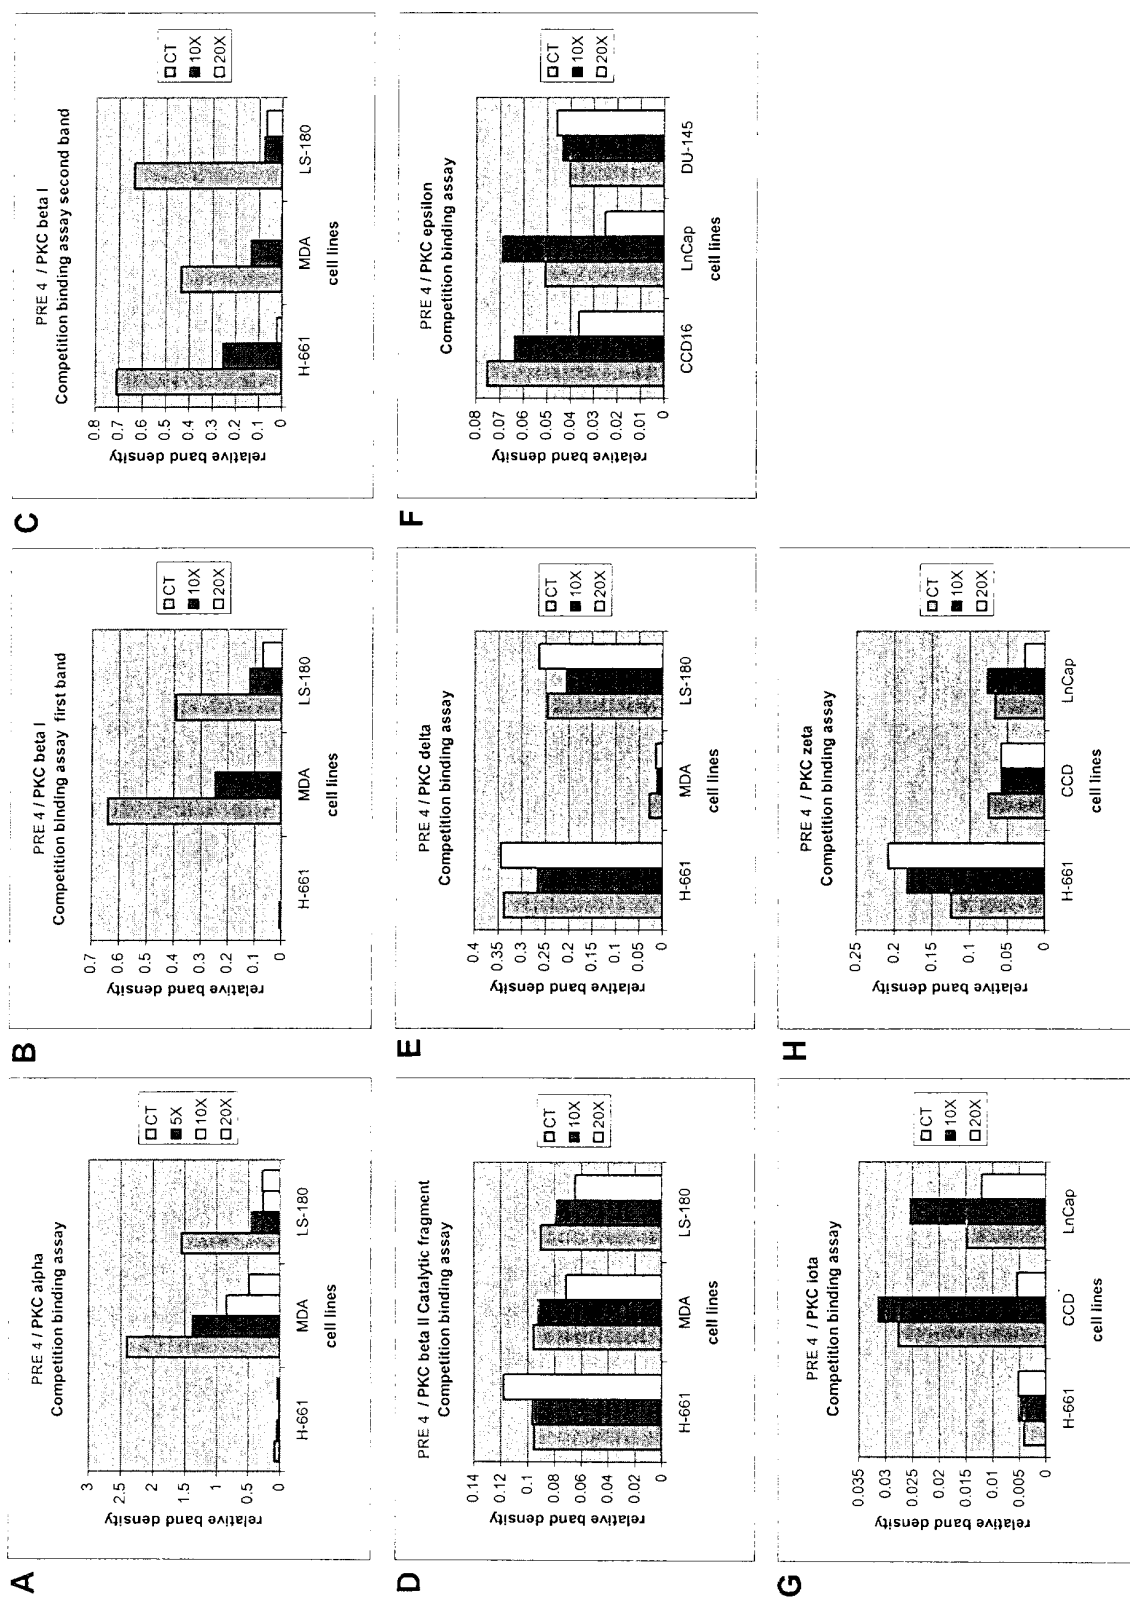 A
PRE 4 / PKC alpha
Competition binding assay
relative band density
3
2.5
2
1.5
1
0.5
0
H-661
MDA
LS-180
cell lines
CT
5X
10X
20X
B
PRE 4 / PKC beta I
Competition binding assay first band
relative band density
0.7
0.6
0.5
0.4
0.3
0.2
0.1
0
H-661
MDA
LS-180
cell lines
CT
10X
20X
C
PRE 4 / PKC beta I
Competition binding assay second band
relative band density
0.8
0.7
0.6
0.5
0.4
0.3
0.2
0.1
0
H-661
MDA
LS-180
cell lines
CT
10X
20X
D
PRE 4 / PKC beta II Catalytic fragment
Competition binding assay
relative band density
0.14
0.12
0.1
0.08
0.06
0.04
0.02
0
H-661
MDA
LS-180
cell lines
CT
10X
20X
E
PRE 4 / PKC delta
Competition binding assay
relative band density
0.4
0.35
0.3
0.25
0.2
0.15
0.1
0.05
0
H-661
MDA
LS-180
cell lines
CT
10X
20X
F
PRE 4 / PKC epsilon
Competition binding assay
relative band density
0.08
0.07
0.06
0.05
0.04
0.03
0.02
0.01
0
CCD16
LnCap
DU-145
cell lines
CT
10X
20X
G
PRE 4 / PKC iota
Competition binding assay
relative band density
0.035
0.03
0.025
0.02
0.015
0.01
0.005
0
H-661
CCD
LnCap
cell lines
CT
10X
20X
H
PRE 4 / PKC zeta
Competition binding assay
relative band density
0.25
0.2
0.15
0.1
0.05
0
H-661
CCD
LnCap
cell lines
CT
10X
20X